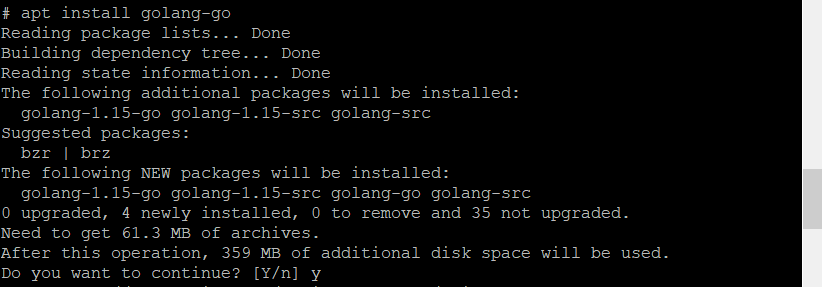 # apt install golang-go
Reading package lists... Done
Building dependency tree... Done
Reading state information... Done
The following additional packages will be installed:
  golang-1.15-go golang-1.15-src golang-src
Suggested packages:
  bzr | brz
The following NEW packages will be installed:
  golang-1.15-go golang-1.15-src golang-go golang-src
0 upgraded, 4 newly installed, 0 to remove and 35 not upgraded.
Need to get 61.3 MB of archives.
After this operation, 359 MB of additional disk space will be used.
Do you want to continue? [Y/n] y